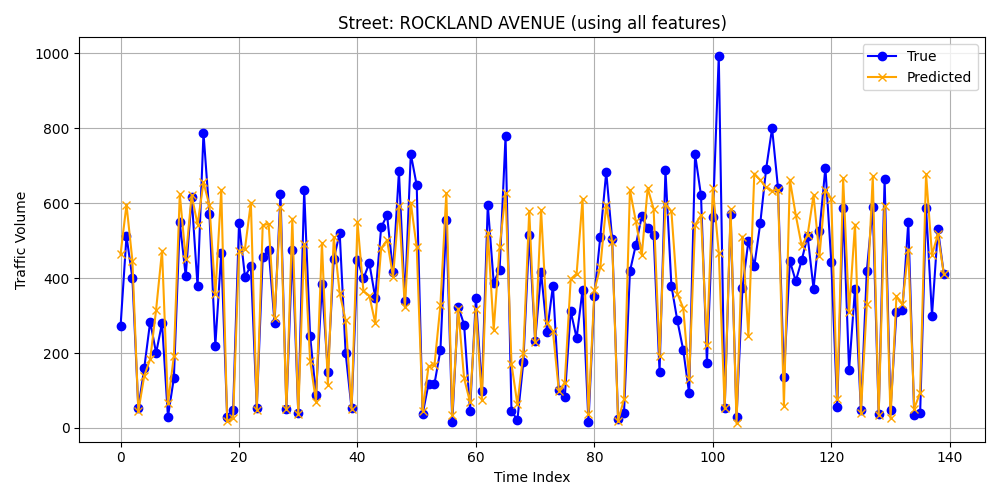 Street: ROCKLAND AVENUE (using all features)
True
Predicted
Traffic Volume
1000
800
600
400
200
0
0 20 40 60 80 100 120 140
Time Index